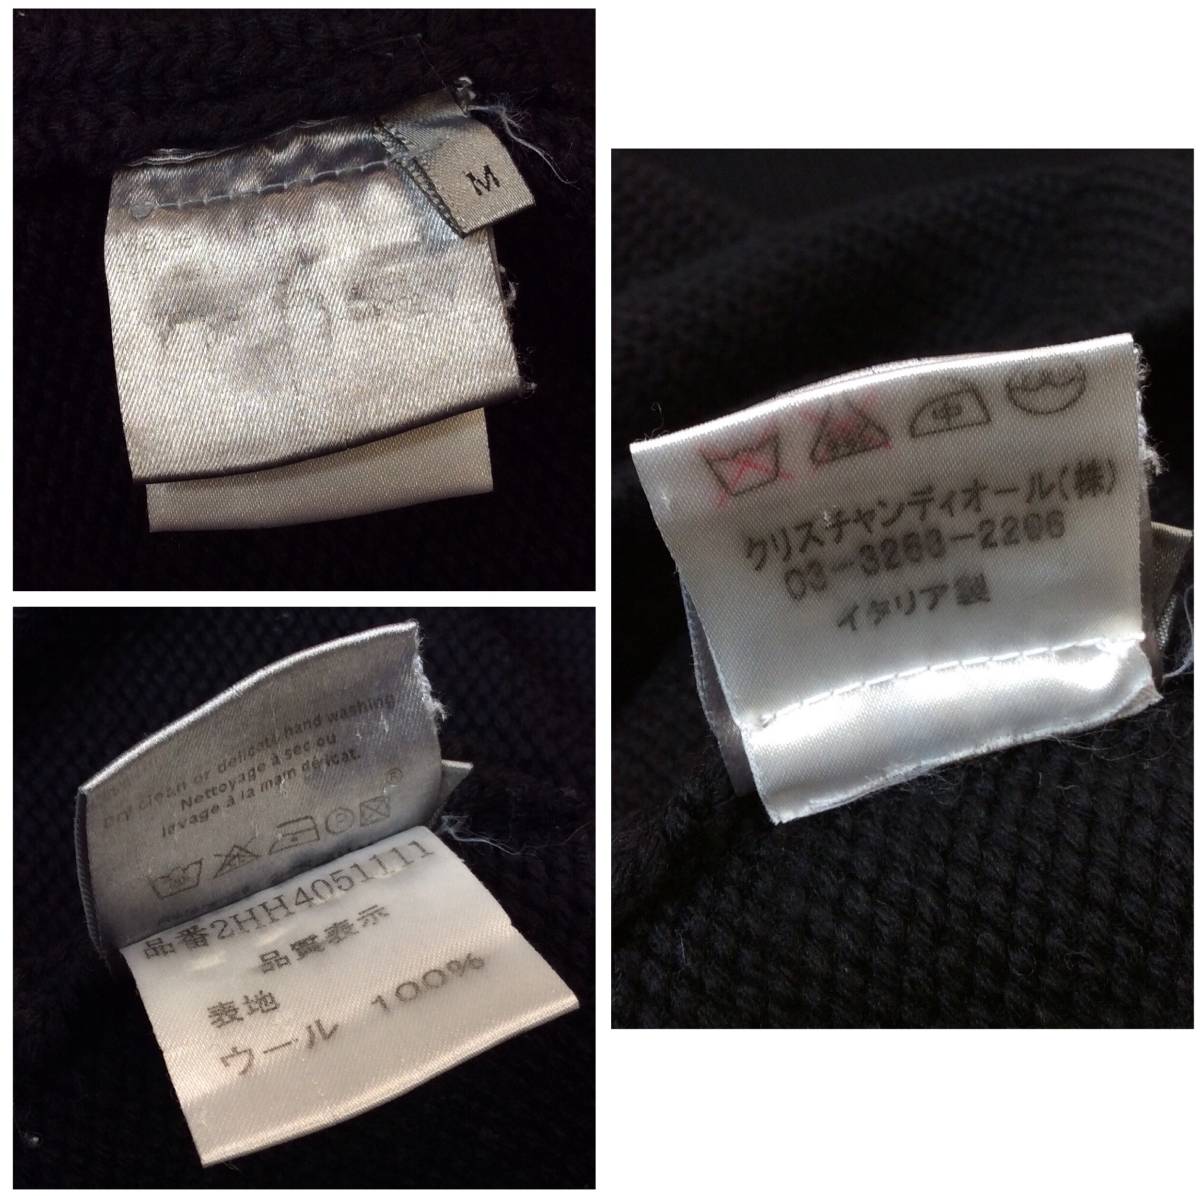 M
Dry clean or delicate hand washing
Nettoyage à sec ou
lavage à la main délicat.
品番2HH4051111
品質表示
表地
ウール 100%
中
クリスチャンディオール(株)
03-3263-2266
イタリア製